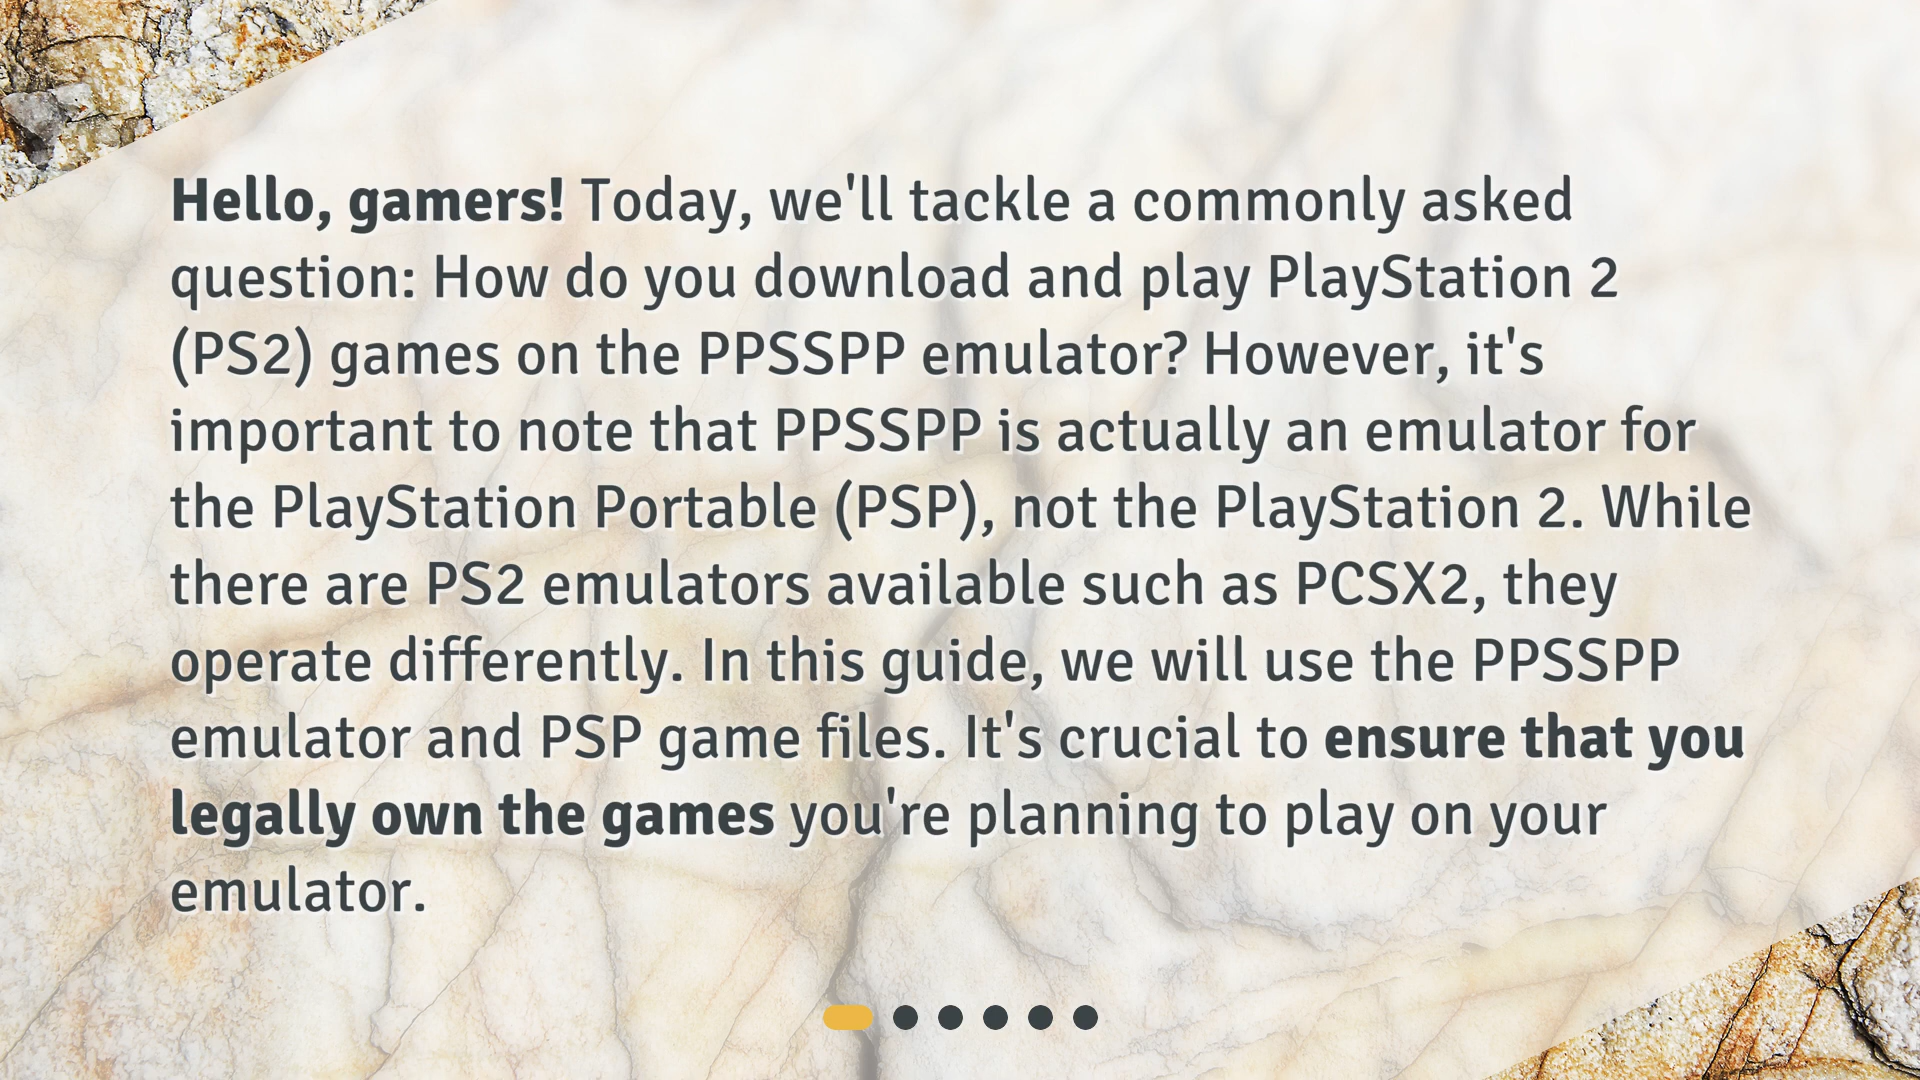 Hello, gamers! Today, we'll tackle a commonly asked
question: How do you download and play PlayStation 2
(PS2) games on the PPSSPP emulator? However, it's
important to note that PPSSPP is actually an emulator for
the PlayStation Portable (PSP), not the PlayStation 2. While
there are PS2 emulators available such as PCSX2, they
operate differently. In this guide, we will use the PPSSPP
emulator and PSP game files. It's crucial to ensure that you
legally own the games you're planning to play on your
emulator.